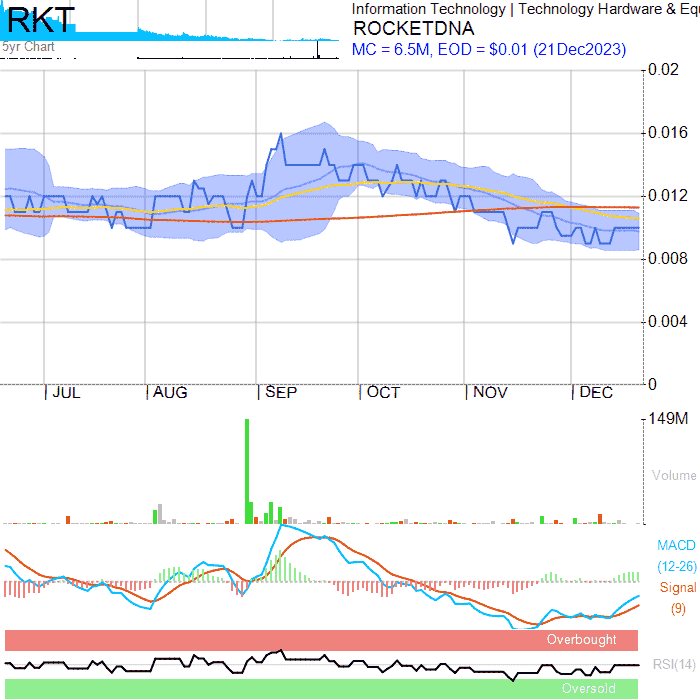 RKT
5yr Chart
Information Technology | Technology Hardware & Equ
ROCKETDNA
MC = 6.5M, EOD = $0.01 (21Dec2023)
0.02
0.016
0.012
0.008
0.004
0
JUL AUG SEP OCT NOV DEC
149M
Volume
MACD
(12-26)
Signal
(9)
Overbought
RSI(14)
Oversold